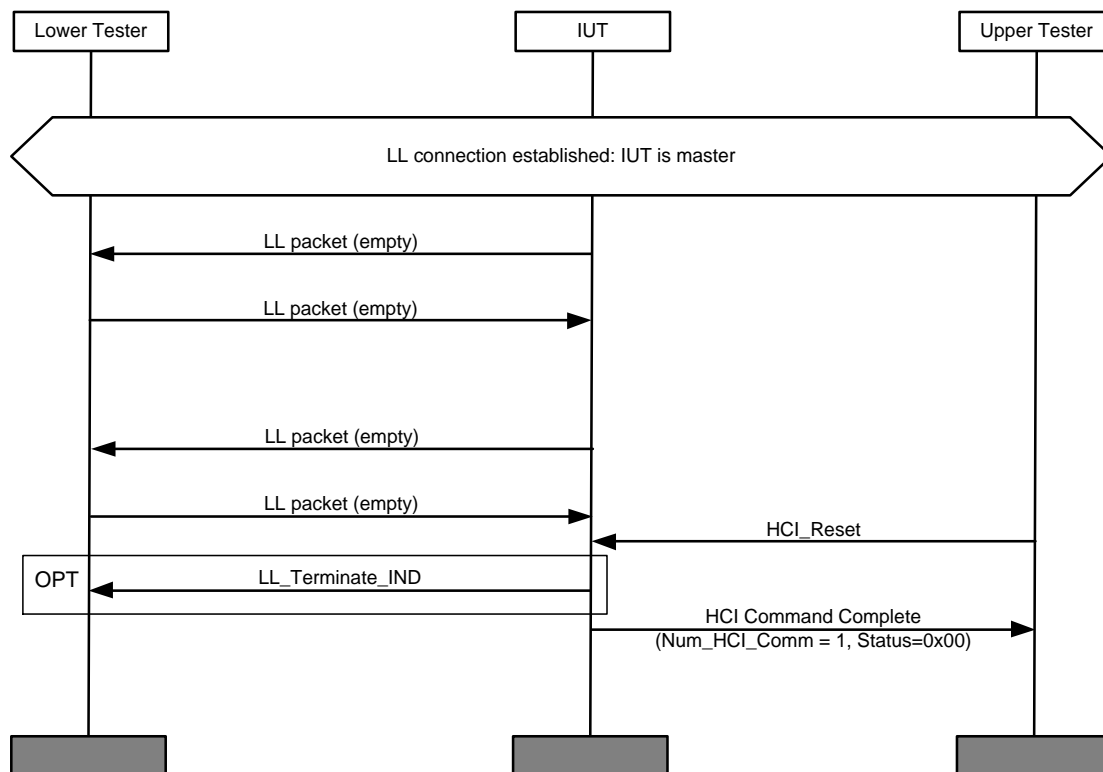 Lower Tester
IUT
Upper Tester
LL connection established: IUT is master
LL packet (empty)
LL packet (empty)
LL packet (empty)
LL packet (empty)
HCI_Reset
OPT
LL_Terminate_IND
HCI Command Complete
(Num_HCI_Comm = 1, Status=0x00)